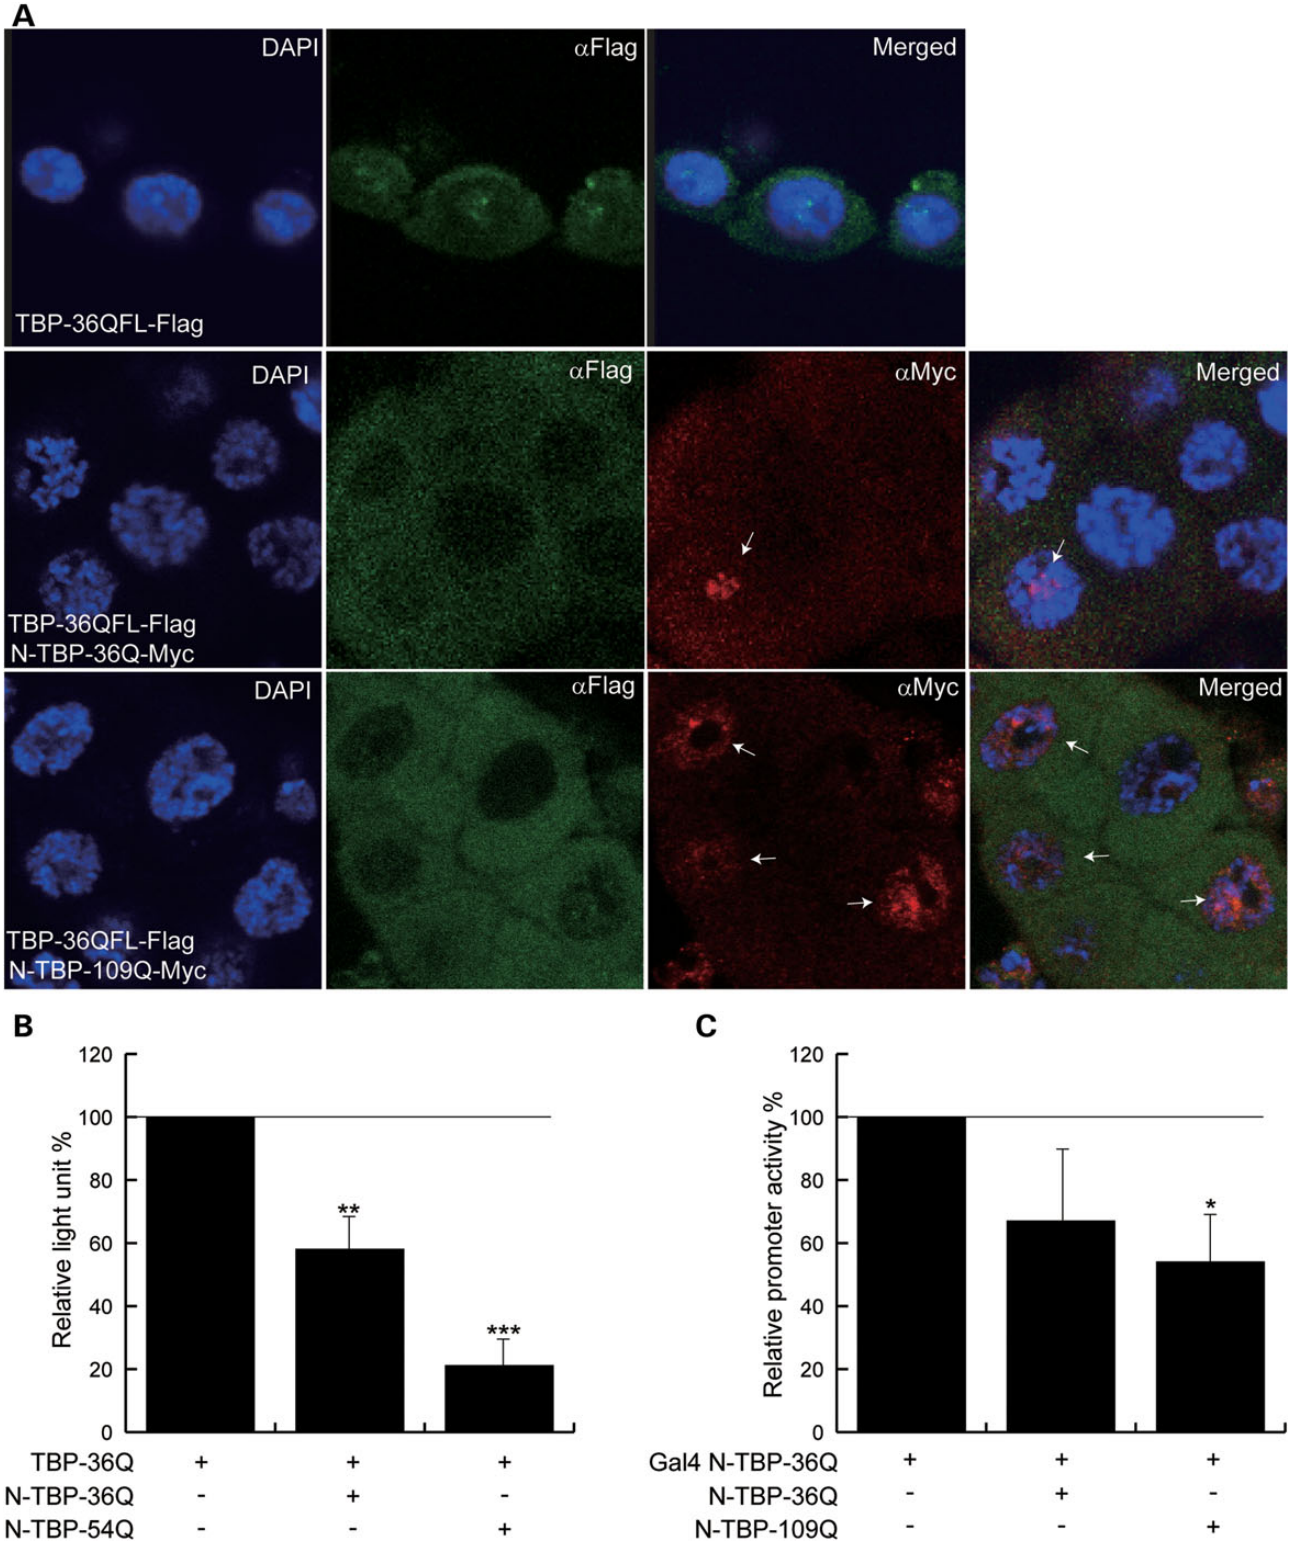 A
DAPI
αFlag
Merged
TBP-36QFL-Flag
DAPI
αFlag
αMyc
Merged
TBP-36QFL-Flag
N-TBP-36Q-Myc
DAPI
αFlag
αMyc
Merged
TBP-36QFL-Flag
N-TBP-109Q-Myc
B
Relative light unit %
120
100
80
60
40
20
0
**
***
TBP-36Q + + +
N-TBP-36Q - + -
N-TBP-54Q - - +
C
Relative promoter activity %
120
100
80
60
40
20
0
*
Gal4 N-TBP-36Q + + +
N-TBP-36Q - + -
N-TBP-109Q - - +